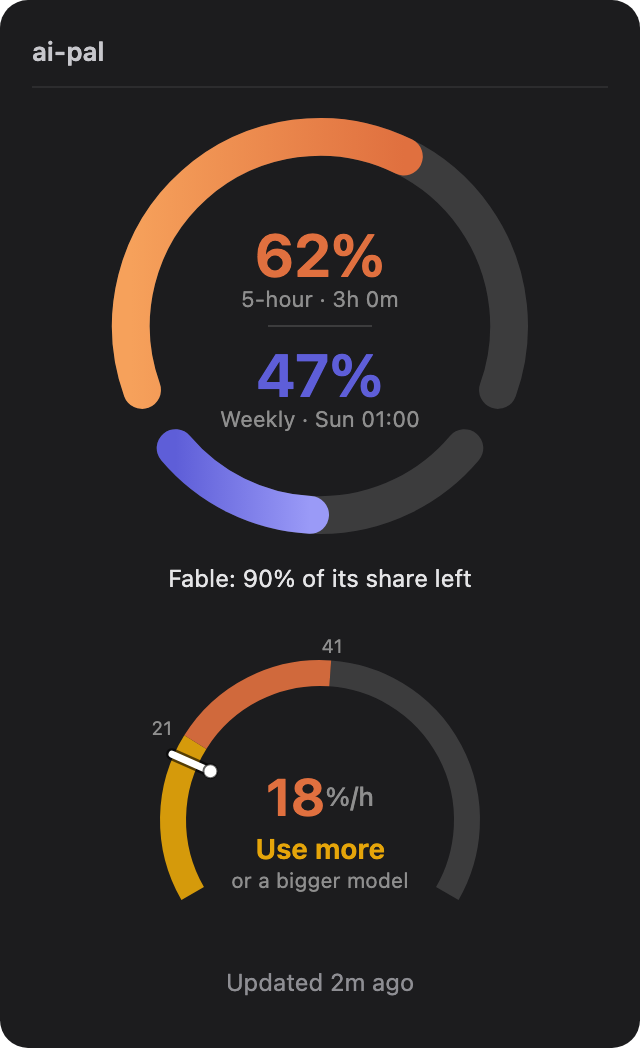 ai-pal
62%
5-hour · 3h 0m
47%
Weekly · Sun 01:00
Fable: 90% of its share left
41
21
18%/h
Use more
or a bigger model
Updated 2m ago